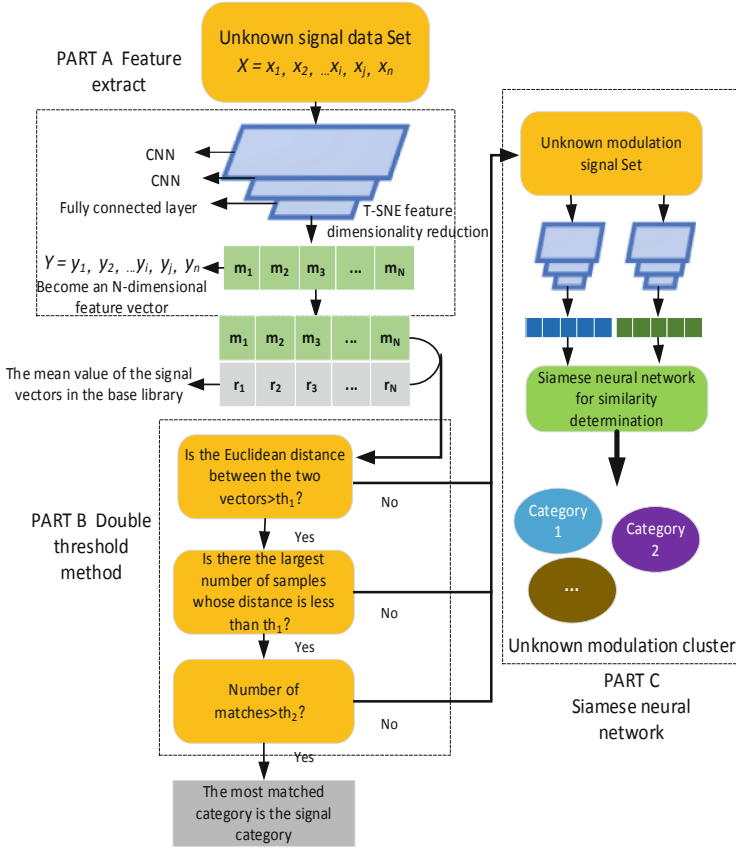 PART A Feature
extract
Unknown signal data Set
X = x1, x2, ...xi, xj, xn
CNN
CNN
Fully connected layer
T-SNE feature
dimensionality reduction
Y = y1, y2, ...yi, yj, yn
Become an N-dimensional
feature vector
m1 m2 m3 ... mN
m1 m2 m3 ... mN
r1 r2 r3 ... rN
The mean value of the signal
vectors in the base library
PART B Double
threshold
method
Is the Euclidean distance
between the two
vectors>th1?
No
Yes
Is there the largest
number of samples
whose distance is less
than th1?
No
Yes
Number of
matches>th2?
No
Yes
The most matched
category is the signal
category
Unknown modulation
signal Set
Siamese neural network
for similarity
determination
Category
1
Category
2
...
Unknown modulation cluster
PART C
Siamese neural
network